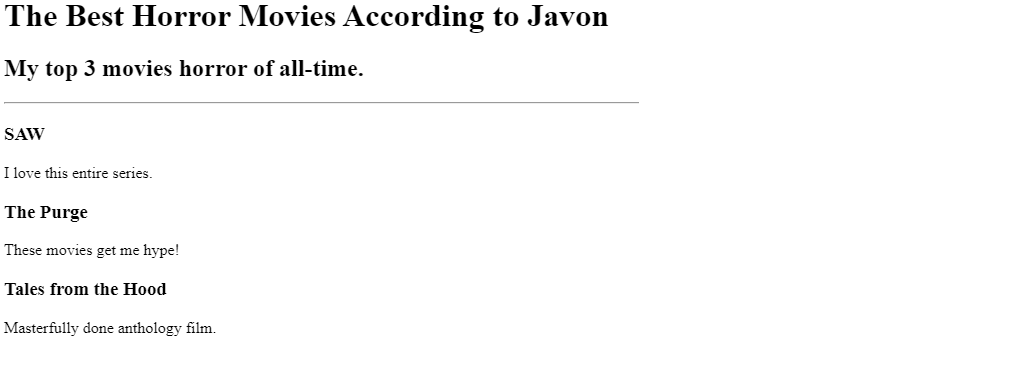 The Best Horror Movies According to Javon
My top 3 movies horror of all-time.
SAW
I love this entire series.
The Purge
These movies get me hype!
Tales from the Hood
Masterfully done anthology film.